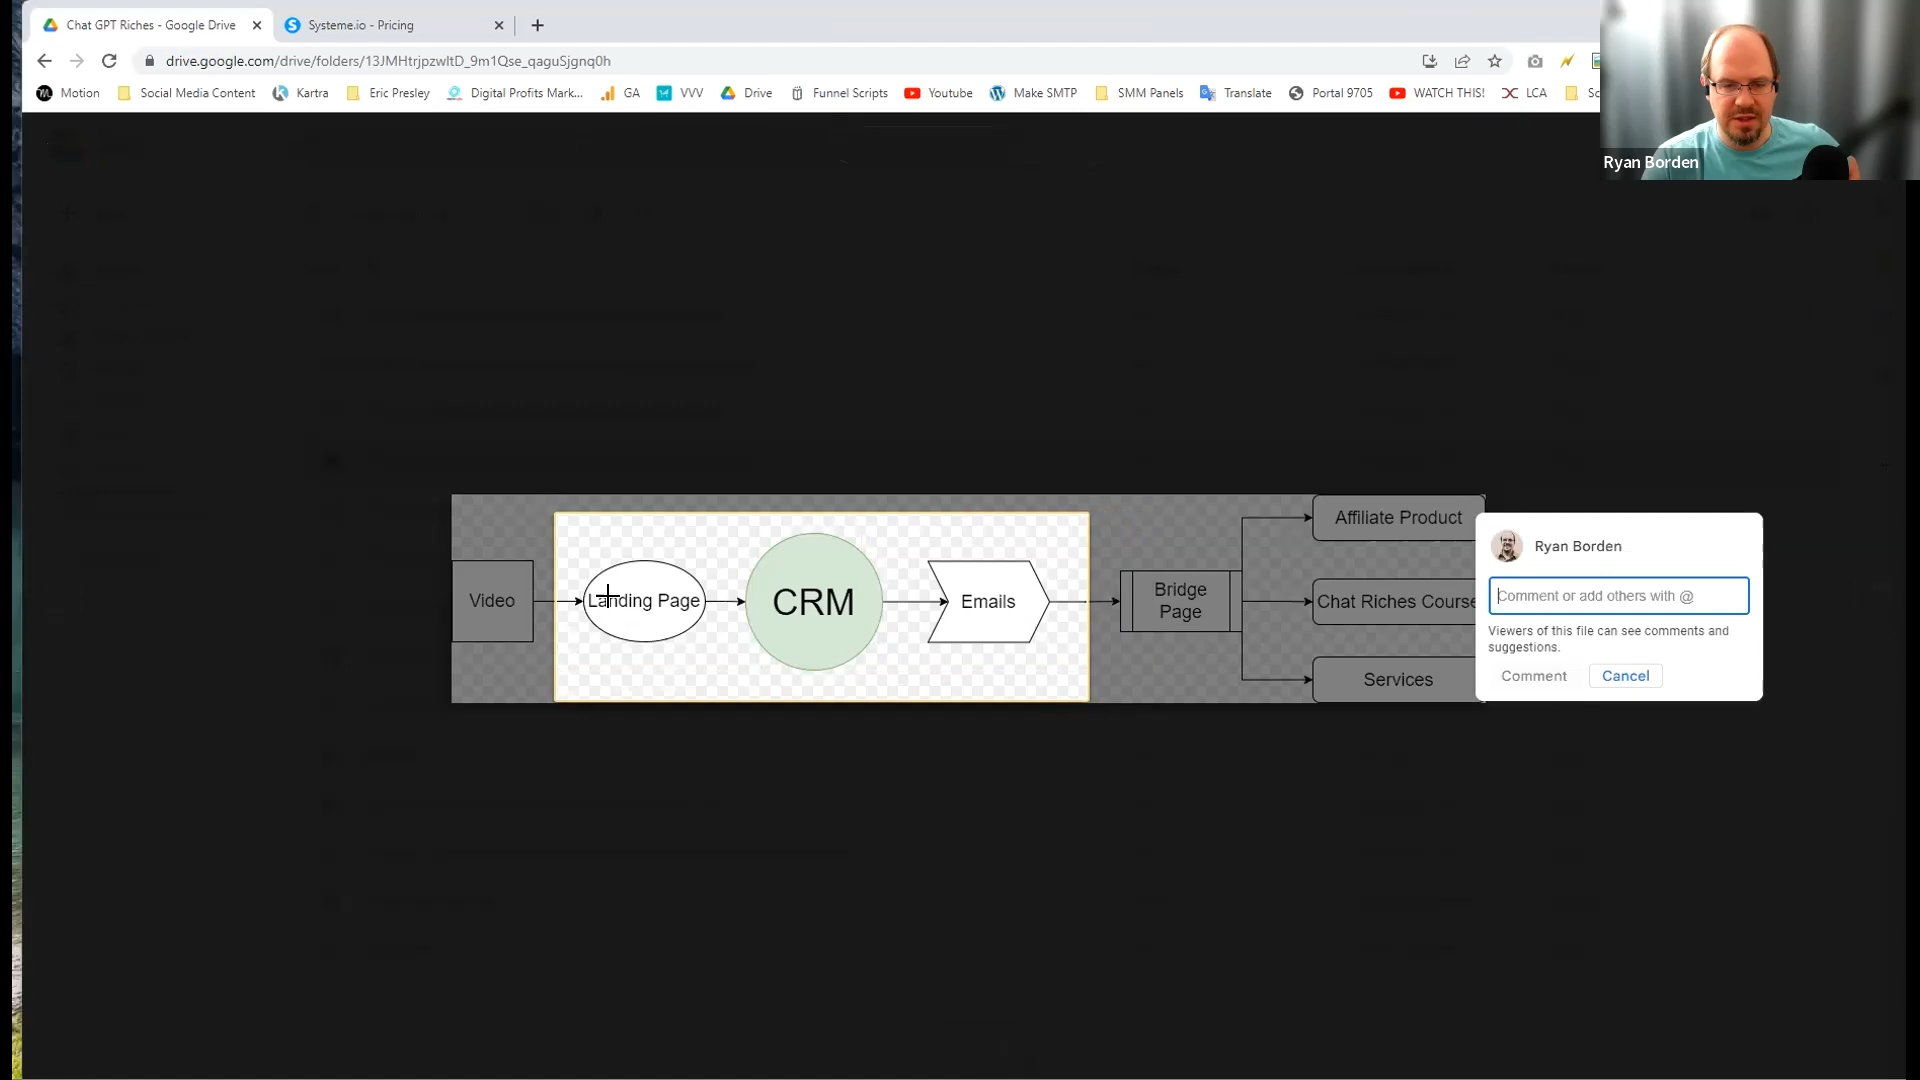 Chat GPT Riches - Google Drive
Systeme.io - Pricing
drive.google.com/drive/folders/13JMHtrjpzwItD_9m1Qse_qaguSjgnq0h
Motion
Social Media Content
Kartra
Eric Presley
Digital Profits Mark...
GA
VVV
Drive
Funnel Scripts
Youtube
Make SMTP
SMM Panels
Translate
Portal 9705
WATCH THIS!
LCA
Ryan Borden
Video
Landing Page
CRM
Emails
Bridge
Page
Affiliate Product
Chat Riches Course
Services
Ryan Borden
Comment or add others with @
Viewers of this file can see comments and
suggestions.
Comment
Cancel